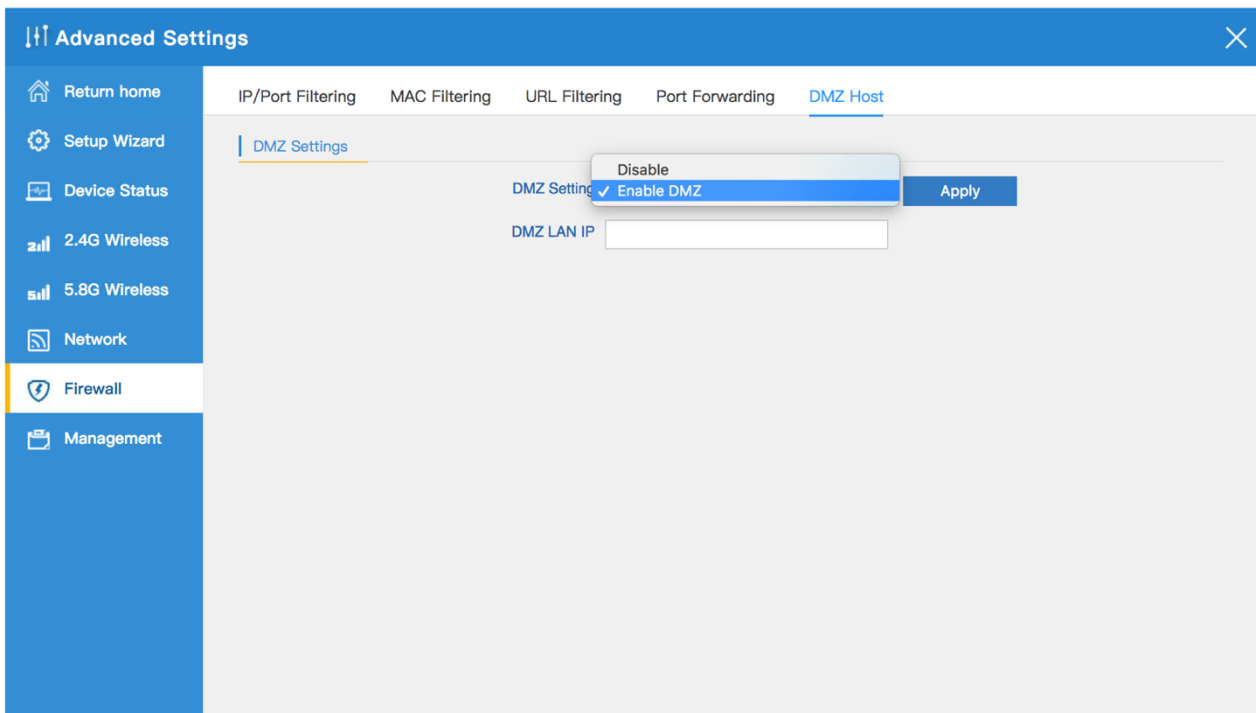 Advanced Settings
Return home
Setup Wizard
Device Status
2.4G Wireless
5.8G Wireless
Network
Firewall
Management
IP/Port Filtering MAC Filtering URL Filtering Port Forwarding DMZ Host
DMZ Settings
Disable
DMZ Setting ✓ Enable DMZ Apply
DMZ LAN IP